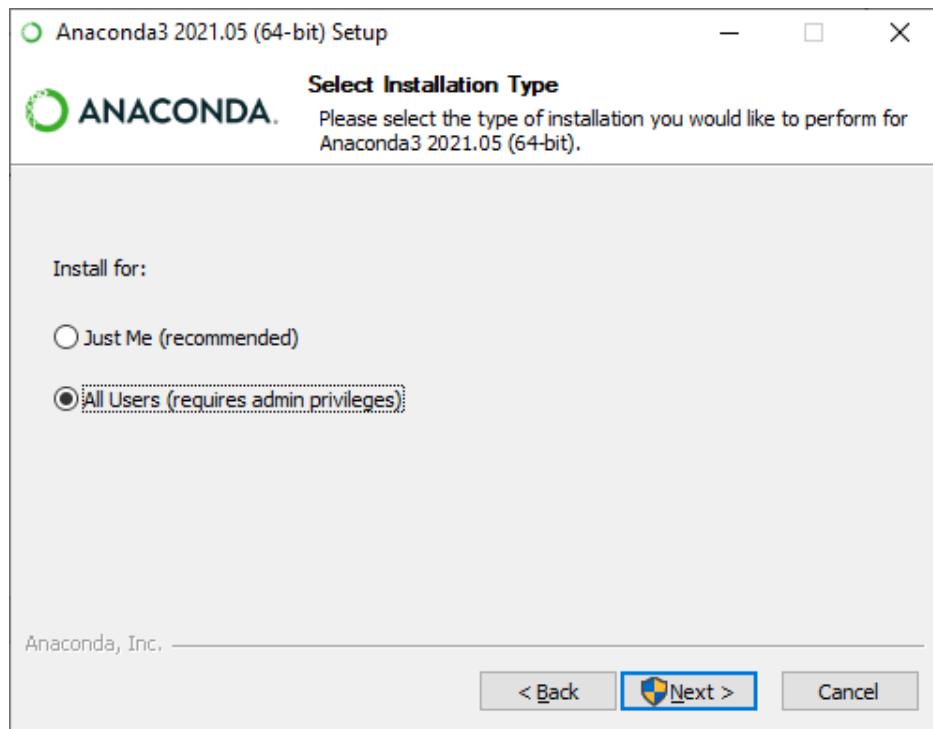 Anaconda3 2021.05 (64-bit) Setup
ANACONDA.
Select Installation Type
Please select the type of installation you would like to perform for
Anaconda3 2021.05 (64-bit).
Install for:
Just Me (recommended)
All Users (requires admin privileges)
Anaconda, Inc.
< Back
Next >
Cancel